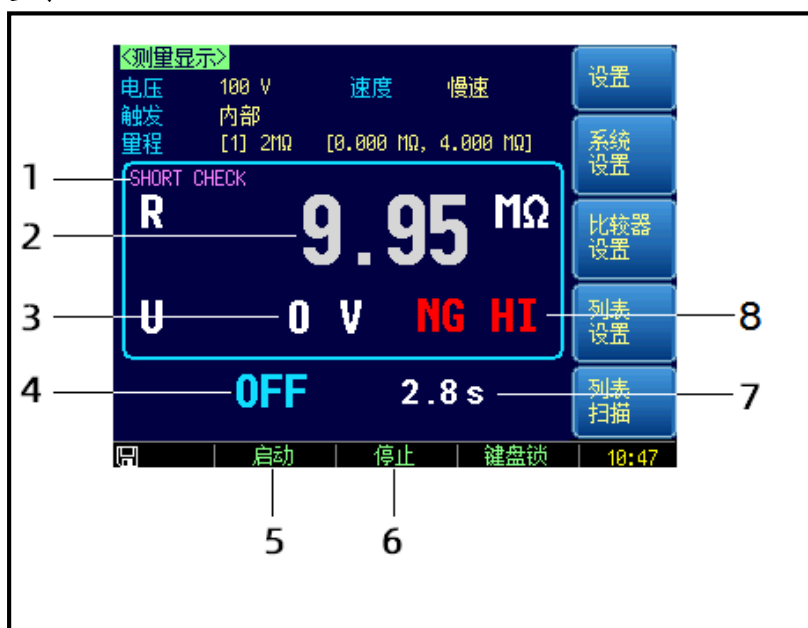 <测量显示>
电压 100 V 速度 慢速
触发 内部
量程 [1] 2MΩ [0.000 MΩ, 4.000 MΩ]
SHORT CHECK
R 9.95 MΩ
U 0 V NG HI
OFF 2.8 s
启动 停止 键盘锁 10:47
设置
系统
设置
比较器
设置
列表
设置
列表
扫描
1
2
3
4
5
6
7
8